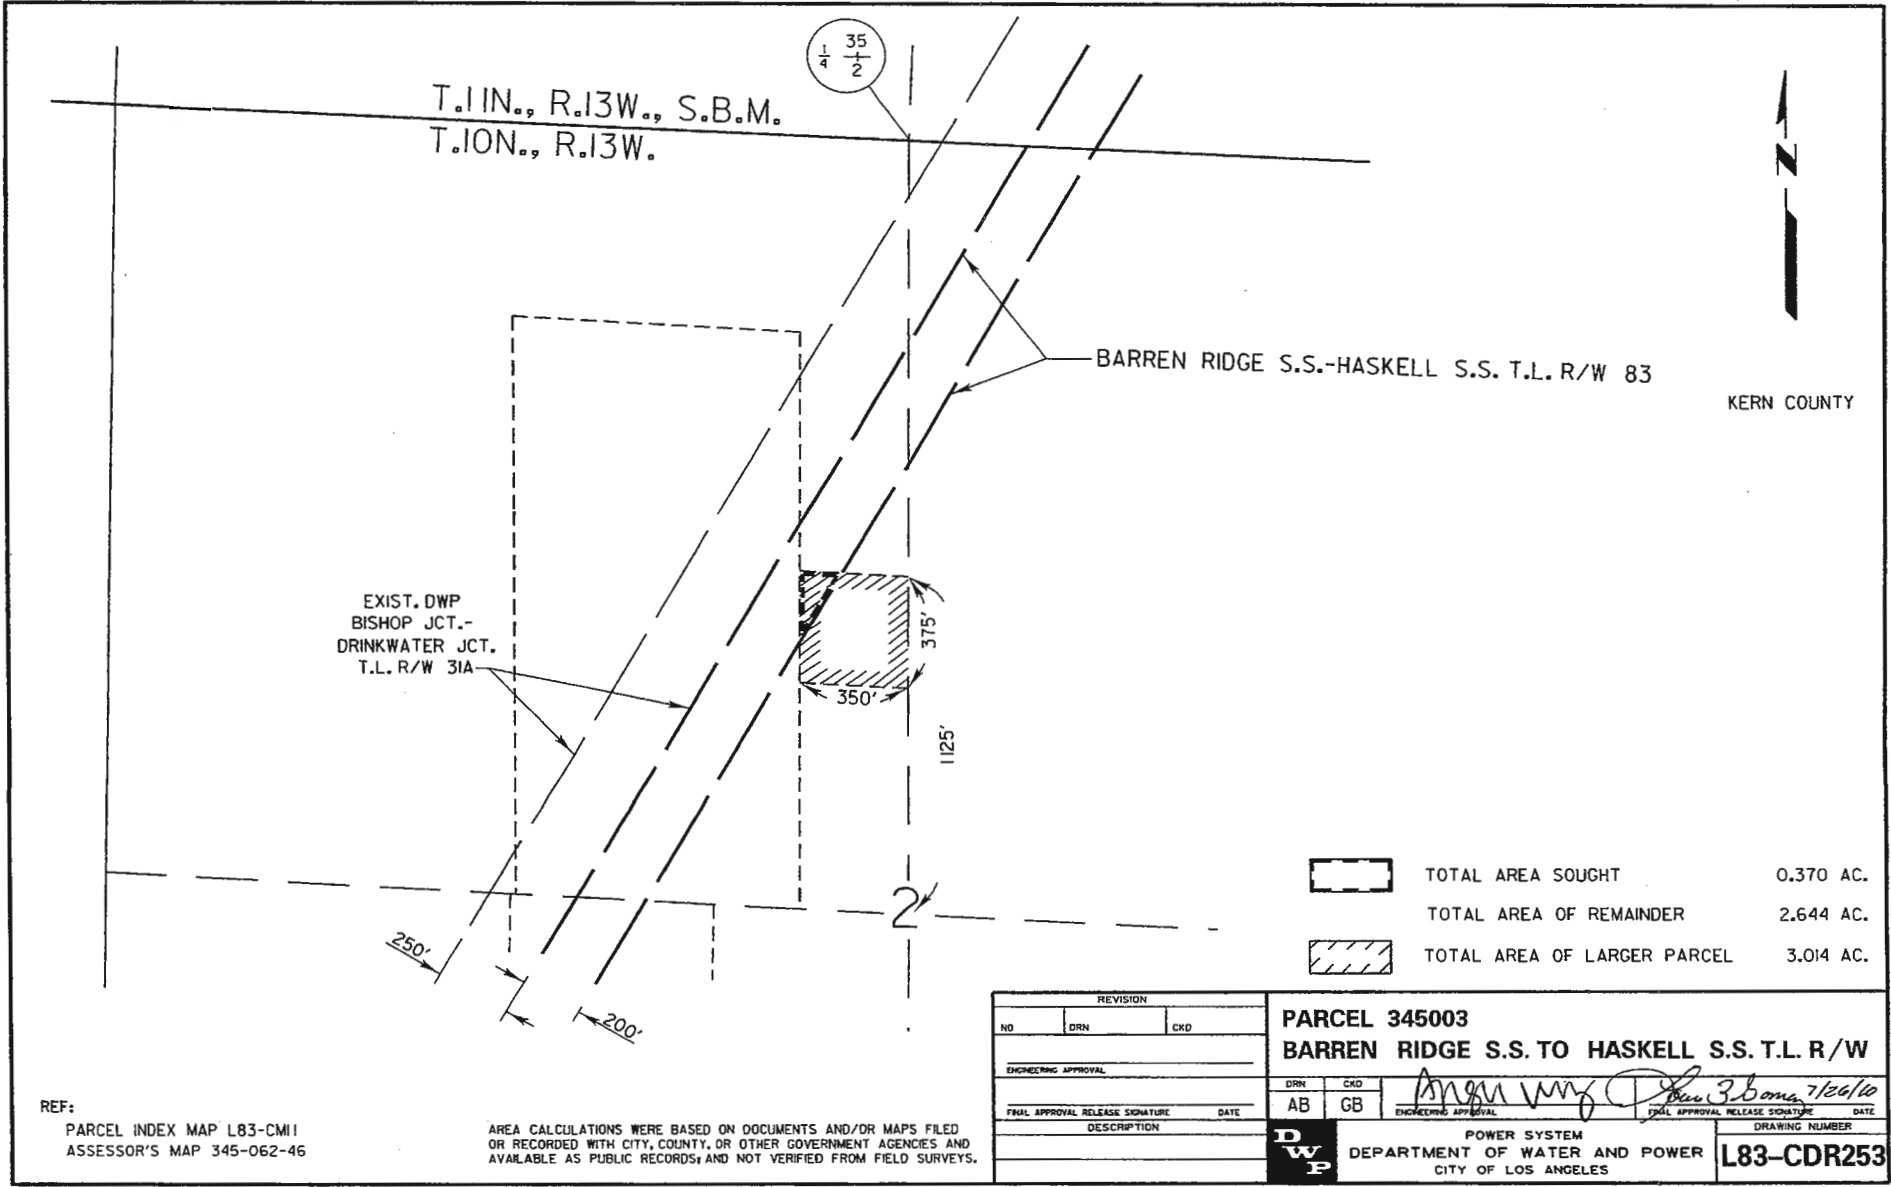 35
1/4
2
T.11N., R.13W., S.B.M.
T.10N., R.13W.
N
BARREN RIDGE S.S.-HASKELL S.S. T.L. R/W 83
KERN COUNTY
EXIST. DWP
BISHOP JCT.-
DRINKWATER JCT.
T.L. R/W 31A
375'
350'
1125'
2
250'
200'
TOTAL AREA SOUGHT 0.370 AC.
TOTAL AREA OF REMAINDER 2.644 AC.
TOTAL AREA OF LARGER PARCEL 3.014 AC.
REF:
PARCEL INDEX MAP L83-CM11
ASSESSOR'S MAP 345-062-46
AREA CALCULATIONS WERE BASED ON DOCUMENTS AND/OR MAPS FILED
OR RECORDED WITH CITY, COUNTY, OR OTHER GOVERNMENT AGENCIES AND
AVAILABLE AS PUBLIC RECORDS, AND NOT VERIFIED FROM FIELD SURVEYS.
REVISION
NO DRN CKD
ENGINEERING APPROVAL
FINAL APPROVAL RELEASE SIGNATURE DATE
DESCRIPTION
PARCEL 345003
BARREN RIDGE S.S. TO HASKELL S.S. T.L. R/W
DRN CKD
AB GB
7/26/10
ENGINEERING APPROVAL
FINAL APPROVAL RELEASE SIGNATURE DATE
DWP
POWER SYSTEM
DEPARTMENT OF WATER AND POWER
CITY OF LOS ANGELES
DRAWING NUMBER
L83-CDR253